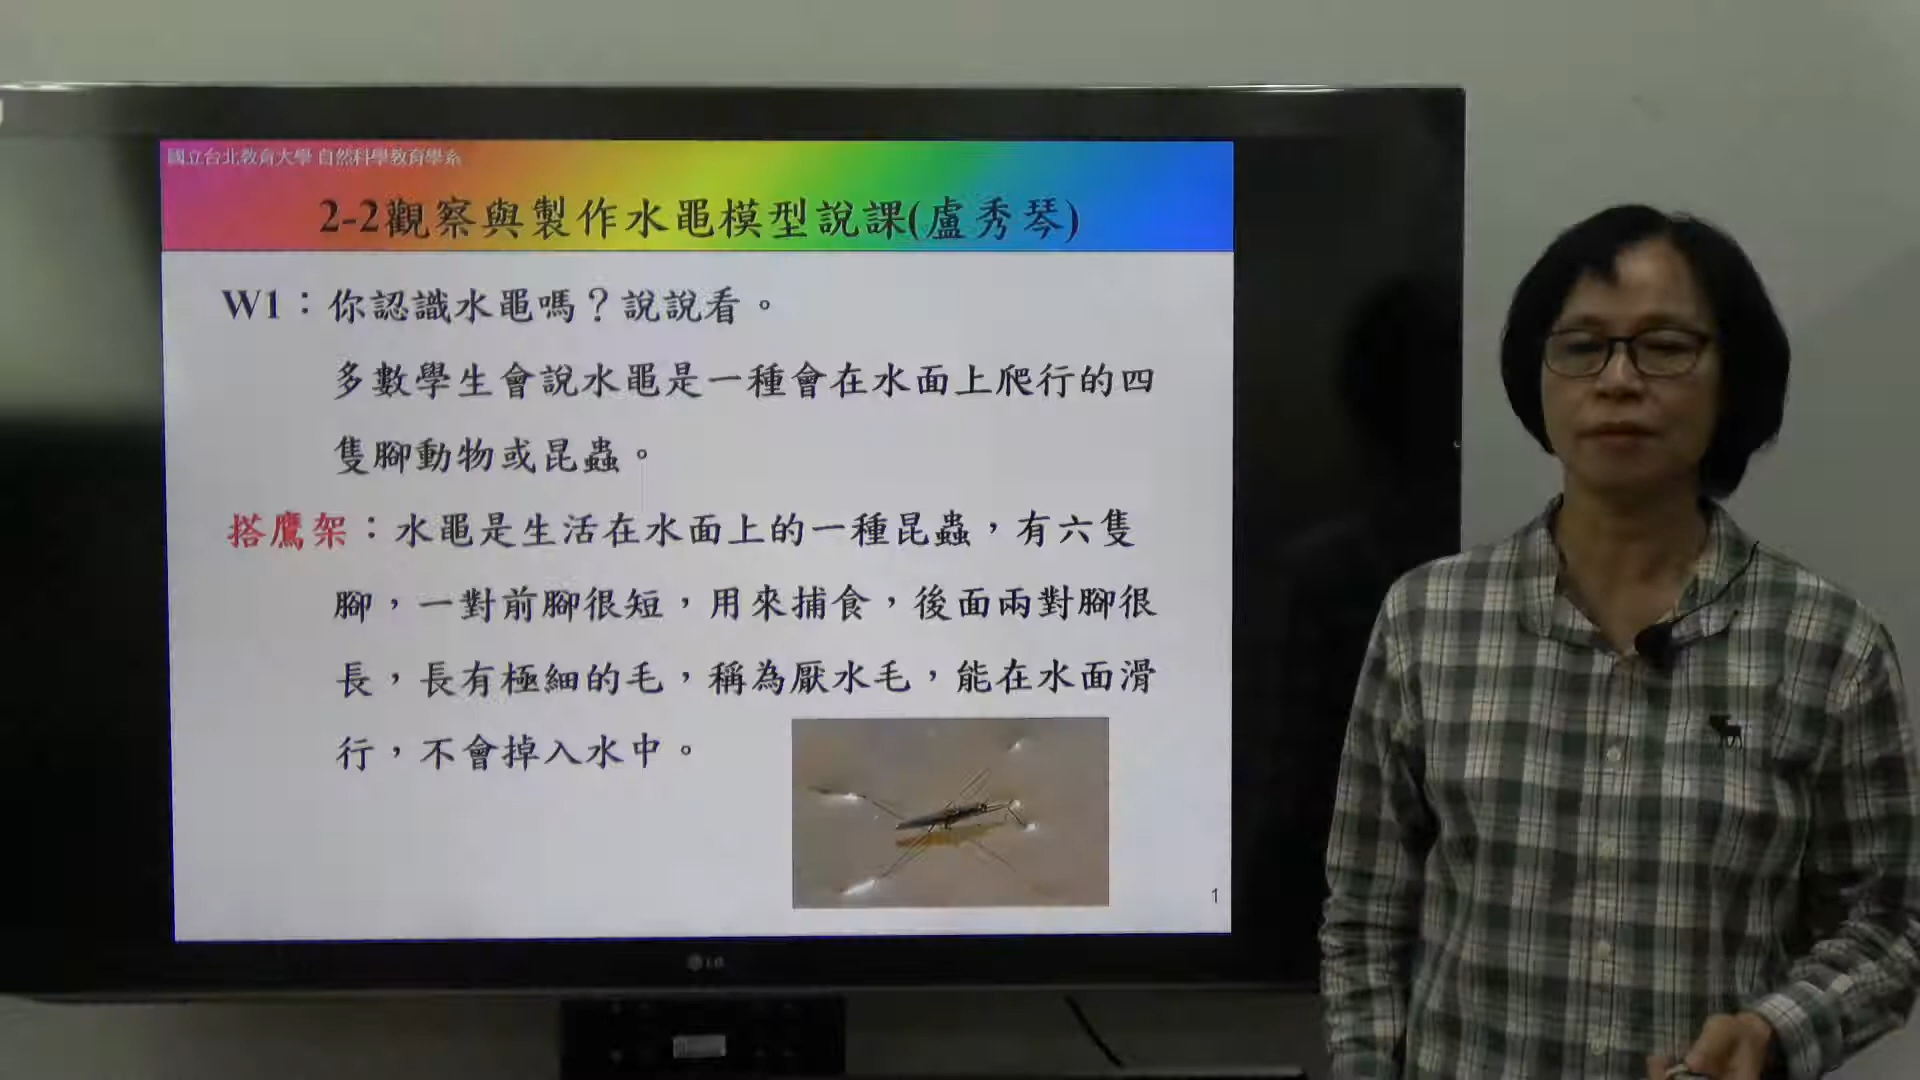 國立台北教育大學 自然科學教育學系
2-2觀察與製作水黽模型說課(盧秀琴)
W1：你認識水黽嗎？說說看。
多數學生會說水黽是一種會在水面上爬行的四
隻腳動物或昆蟲。
搭鷹架：水黽是生活在水面上的一種昆蟲，有六隻
腳，一對前腳很短，用來捕食，後面兩對腳很
長，長有極細的毛，稱為厭水毛，能在水面滑
行，不會掉入水中。
1
LG